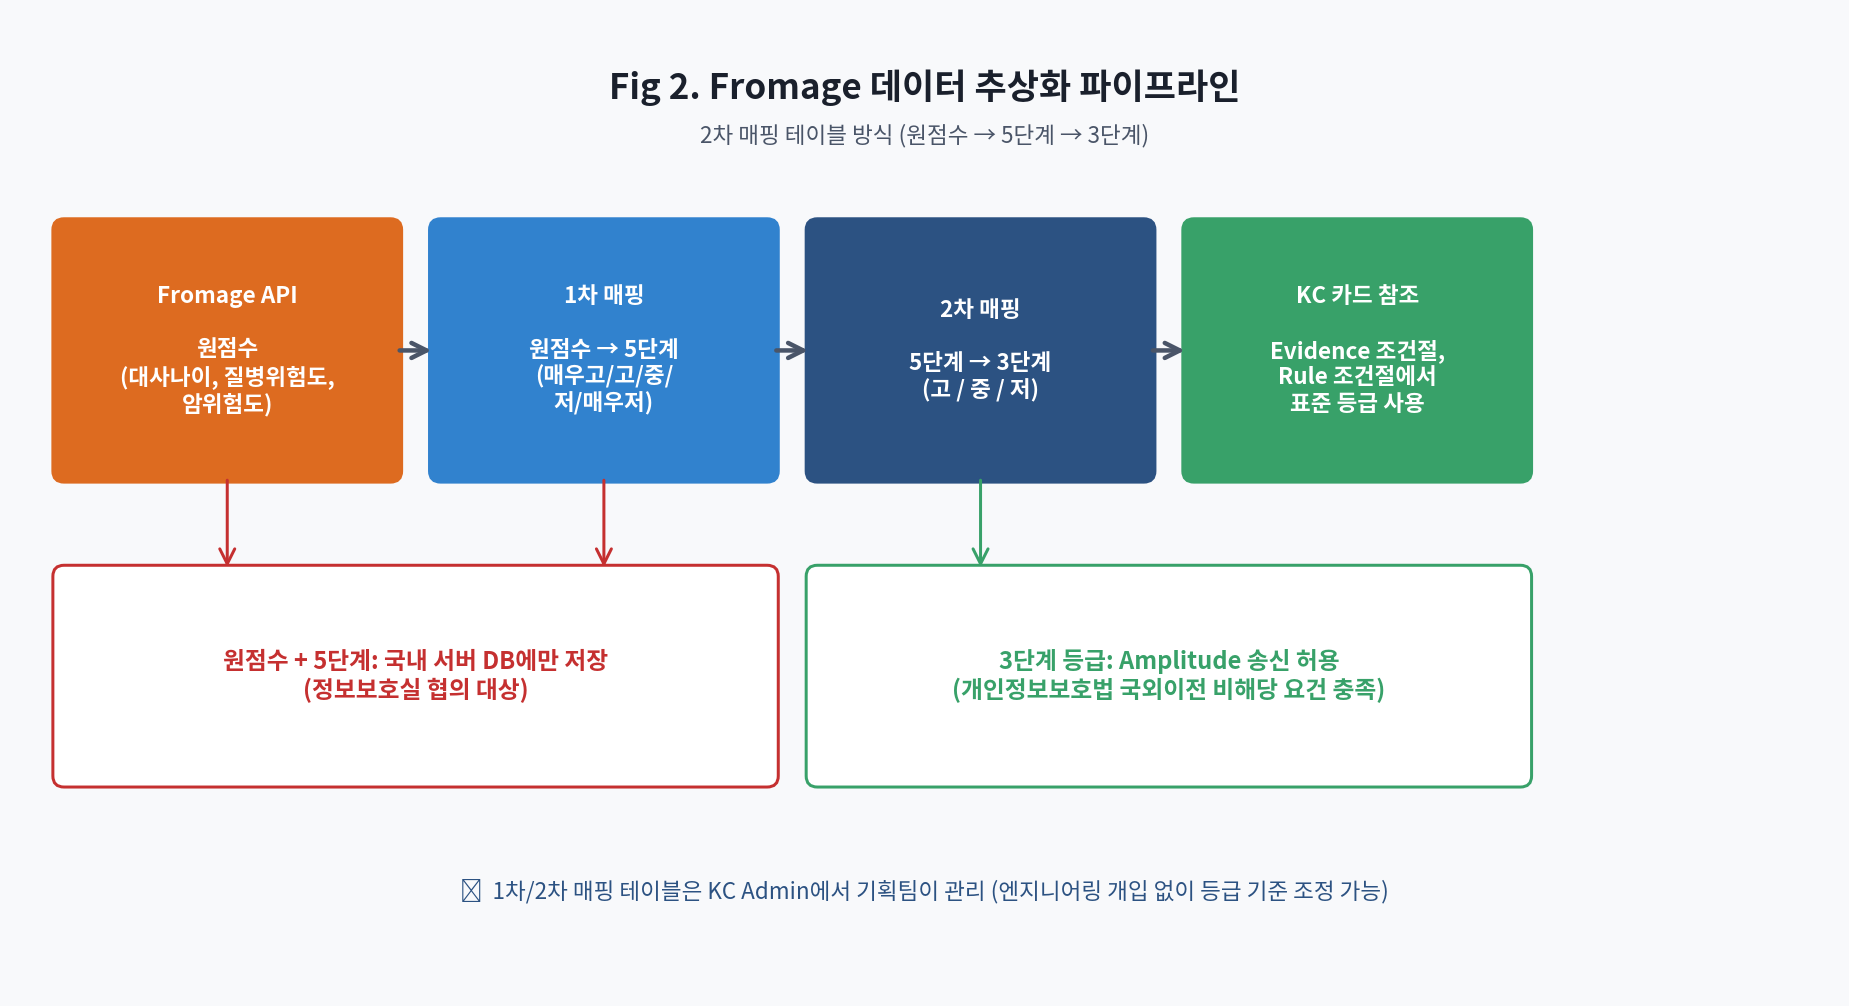 Fig 2. Fromage 데이터 추상화 파이프라인
2차 매핑 테이블 방식 (원점수 → 5단계 → 3단계)
Fromage API
원점수
(대사나이, 질병위험도,
암위험도)
1차 매핑
원점수 → 5단계
(매우고/고/중/
저/매우저)
2차 매핑
5단계 → 3단계
(고 / 중 / 저)
KC 카드 참조
Evidence 조건절,
Rule 조건절에서
표준 등급 사용
원점수 + 5단계: 국내 서버 DB에만 저장
(정보보호실 협의 대상)
3단계 등급: Amplitude 송신 허용
(개인정보보호법 국외이전 비해당 요건 충족)
1차/2차 매핑 테이블은 KC Admin에서 기획팀이 관리 (엔지니어링 개입 없이 등급 기준 조정 가능)